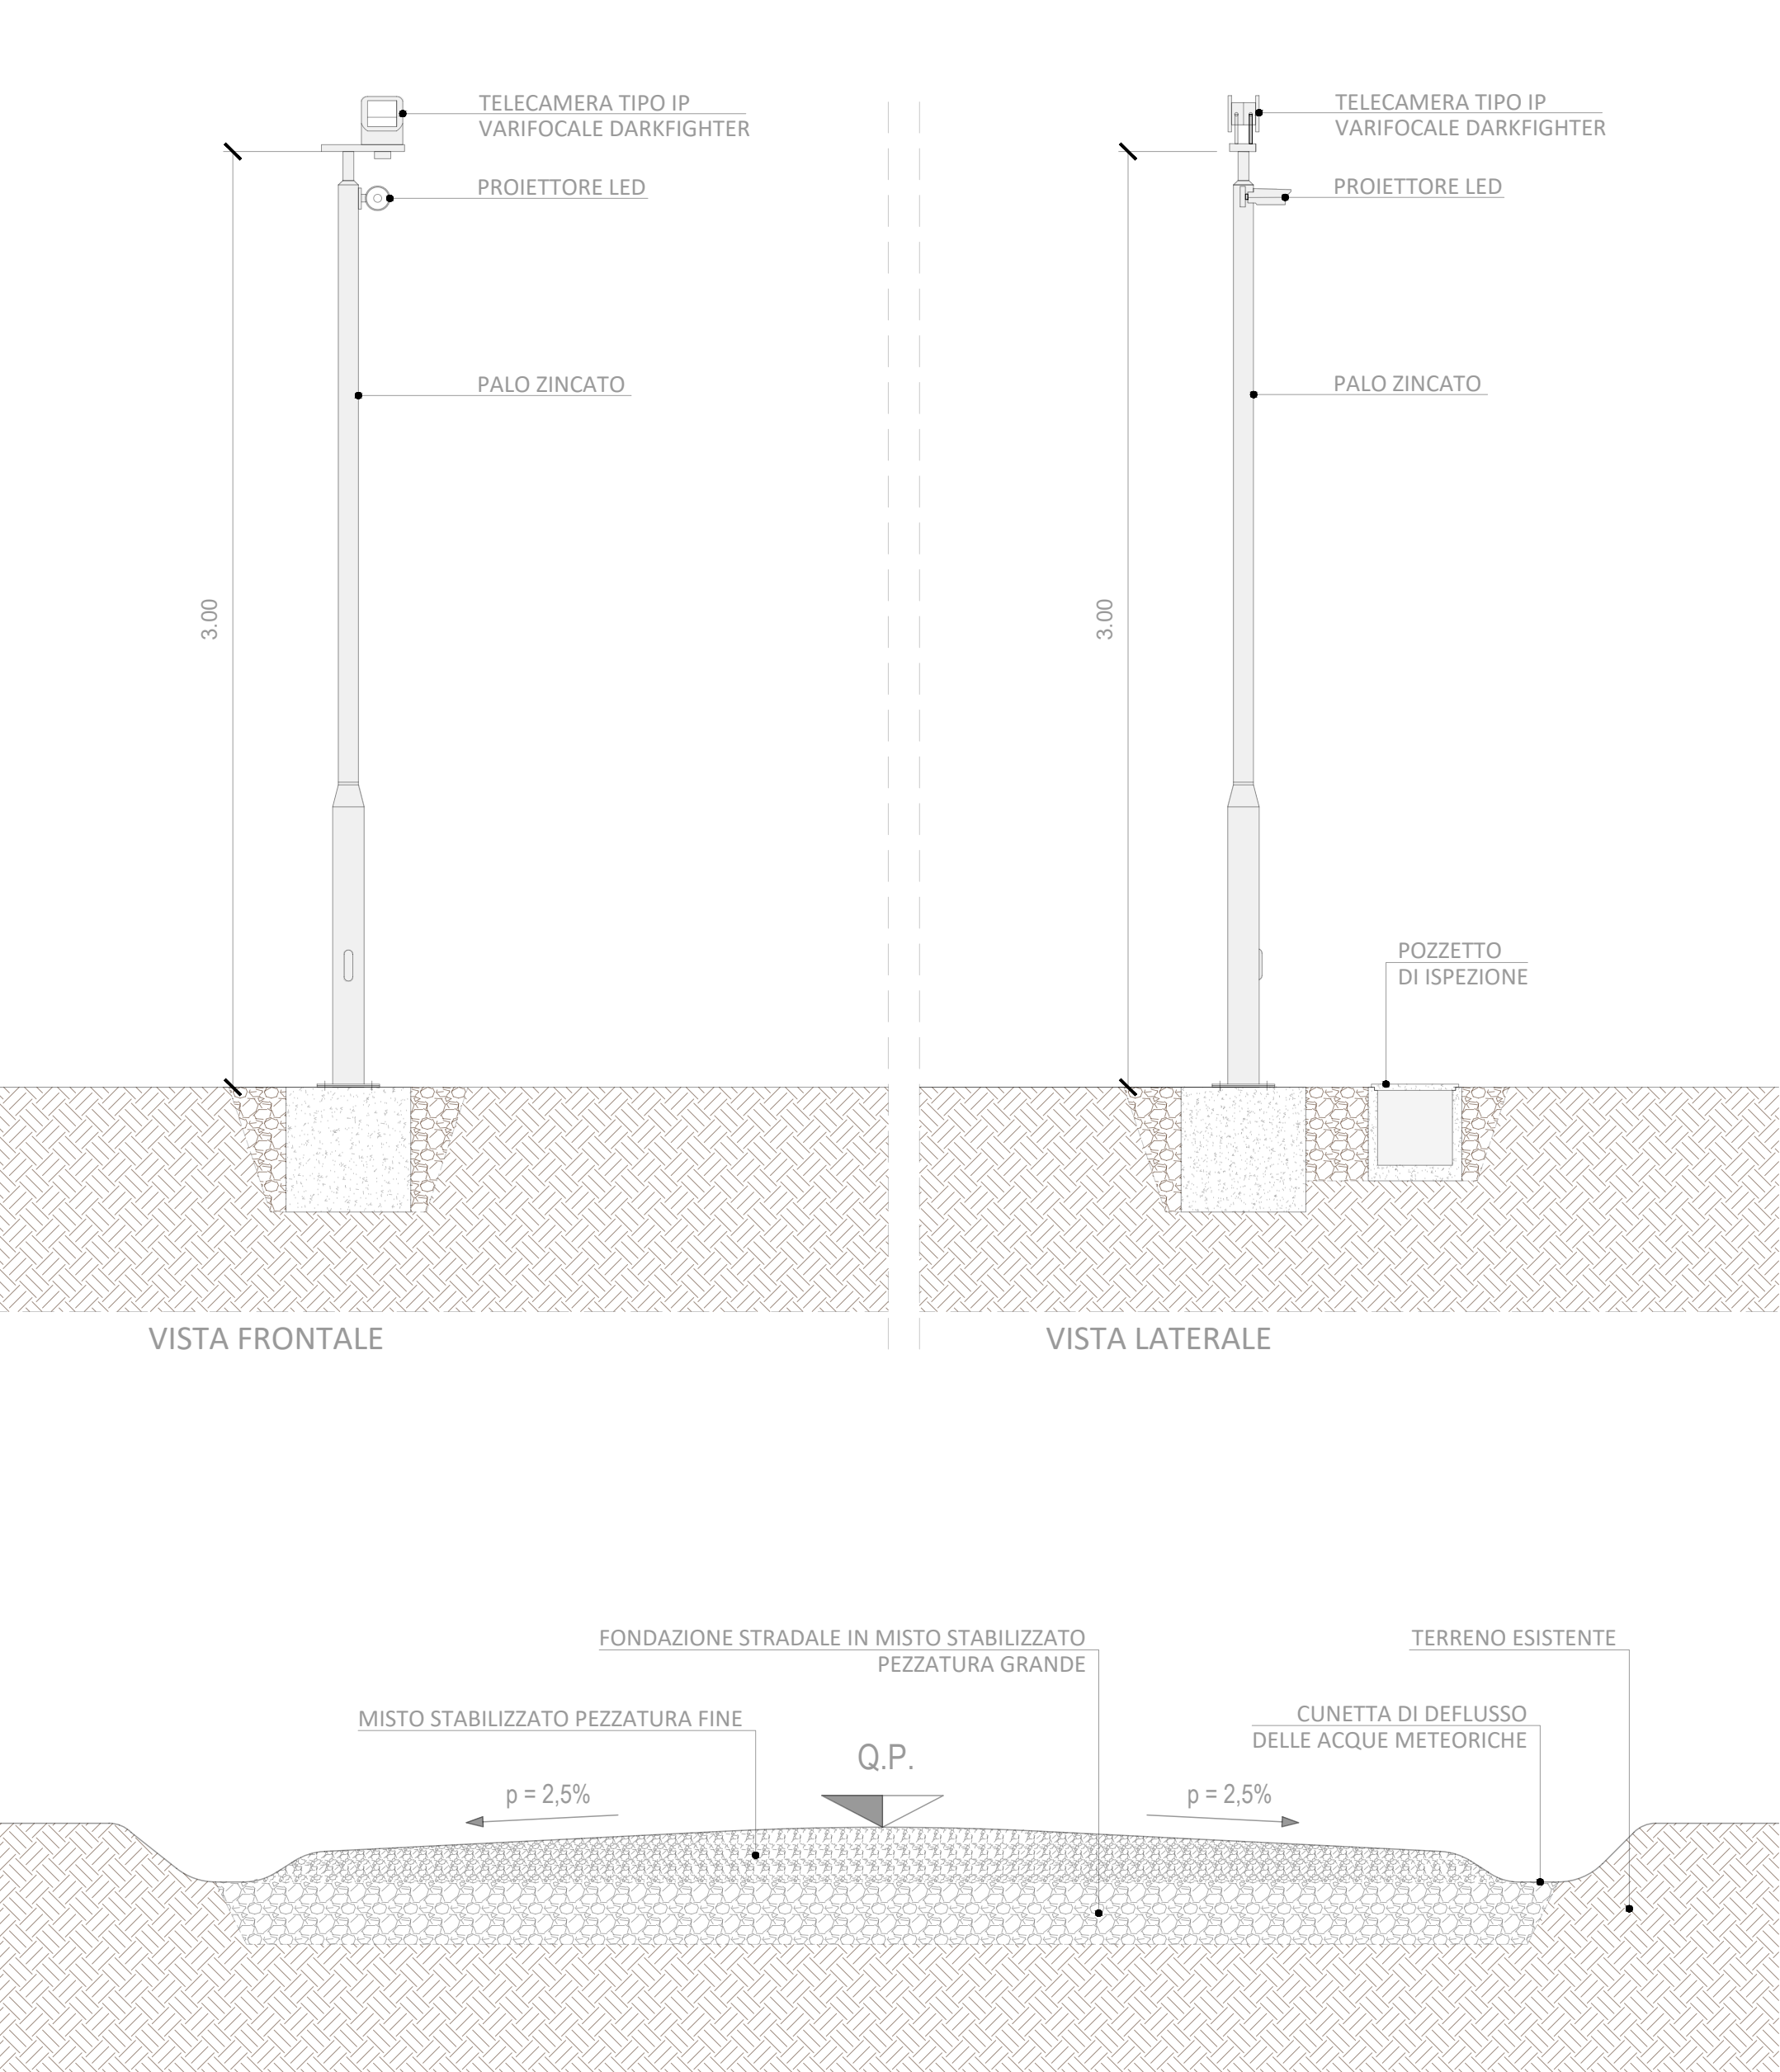 TELECAMERA TIPO IP
VARIFOCALE DARKFIGHTER
PROIETTORE LED
PALO ZINCATO
3.00
VISTA FRONTALE
TELECAMERA TIPO IP
VARIFOCALE DARKFIGHTER
PROIETTORE LED
PALO ZINCATO
3.00
POZZETTO
DI ISPEZIONE
VISTA LATERALE
FONDAZIONE STRADALE IN MISTO STABILIZZATO
PEZZATURA GRANDE
TERRENO ESISTENTE
MISTO STABILIZZATO PEZZATURA FINE
CUNETTA DI DEFLUSSO
DELLE ACQUE METEORICHE
Q.P.
p = 2,5%
p = 2,5%